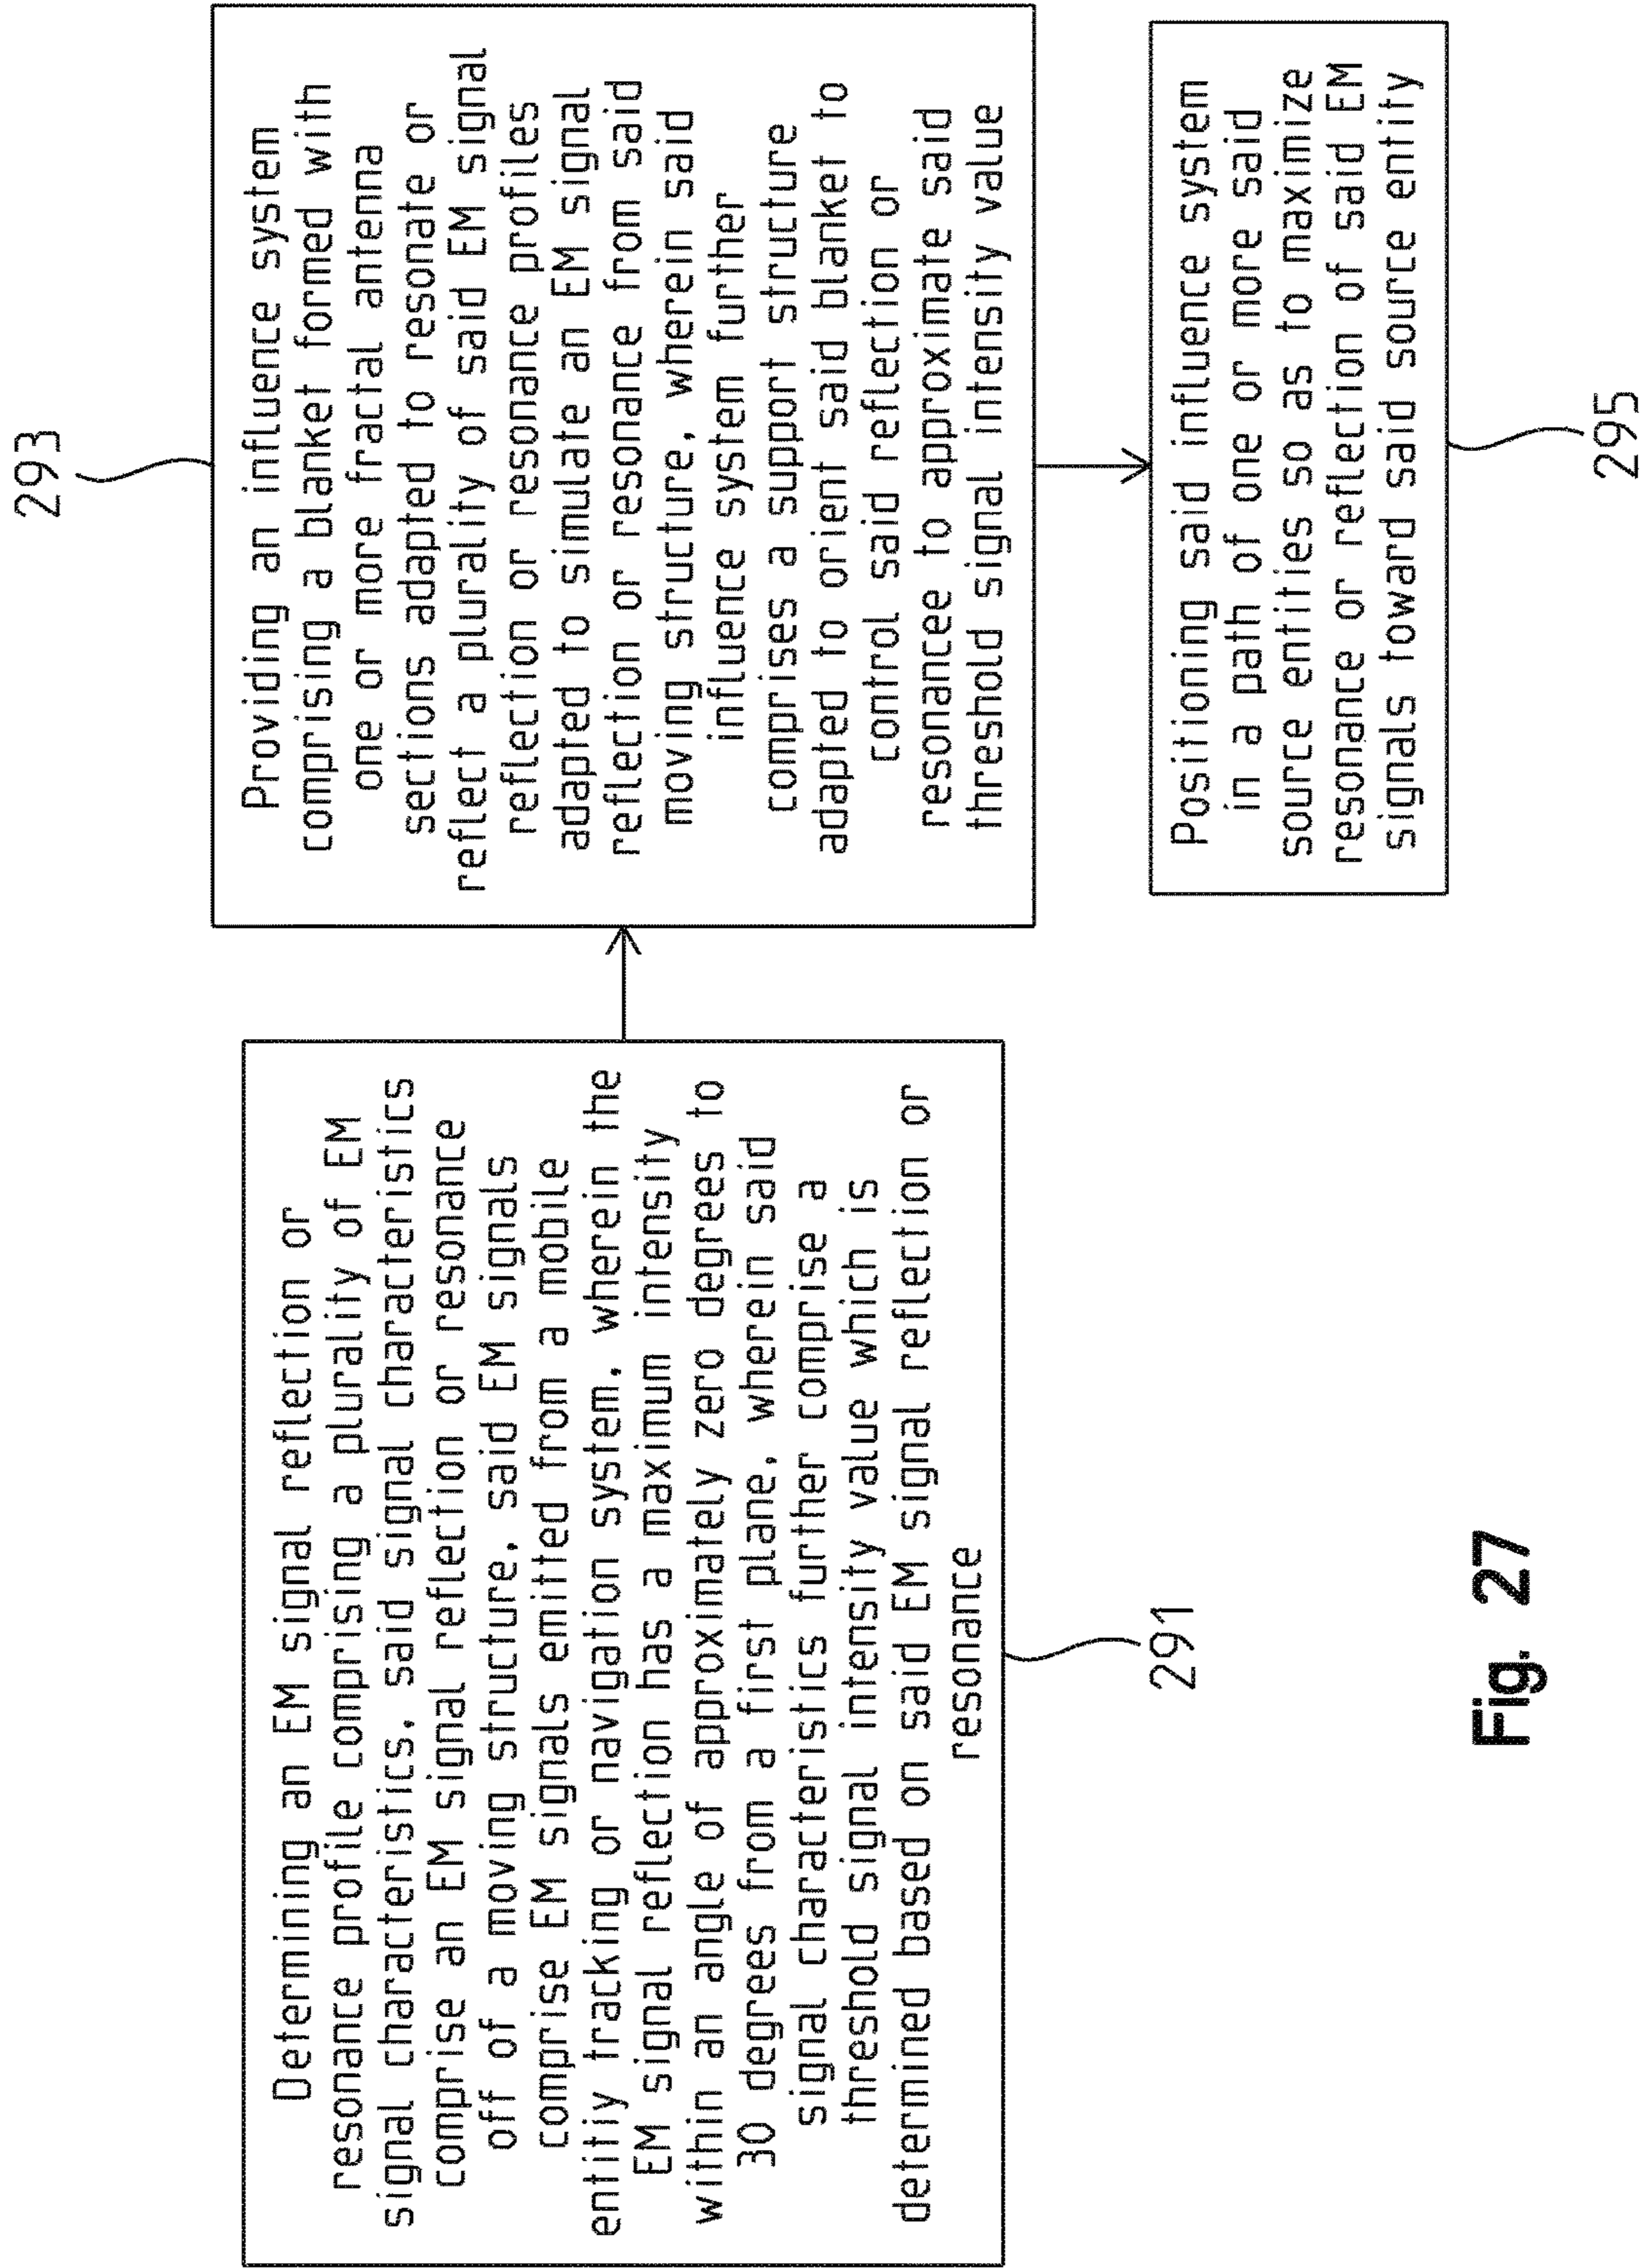 Determining an EM signal reflection or
resonance profile comprising a plurality of EM
signal characteristics, said signal characteristics
comprise an EM signal reflection or resonance
off of a moving structure, said EM signals
comprise EM signals emitted from a mobile
entitiy tracking or navigation system, wherein the
EM signal reflection has a maximum intensity
within an angle of approximately zero degrees to
30 degrees from a first plane, wherein said
signal characteristics further comprise a
threshold signal intensity value which is
determined based on said EM signal reflection or
resonance
291
293
Providing an influence system
comprising a blanket formed with
one or more fractal antenna
sections adapted to resonate or
reflect a plurality of said EM signal
reflection or resonance profiles
adapted to simulate an EM signal
reflection or resonance from said
moving structure, wherein said
influence system further
comprises a support structure
adapted to orient said blanket to
control said reflection or
resonancee to approximate said
threshold signal intensity value
Positioning said influence system
in a path of one or more said
source entities so as to maximize
resonance or reflection of said EM
signals toward said source entity
295
Fig. 27